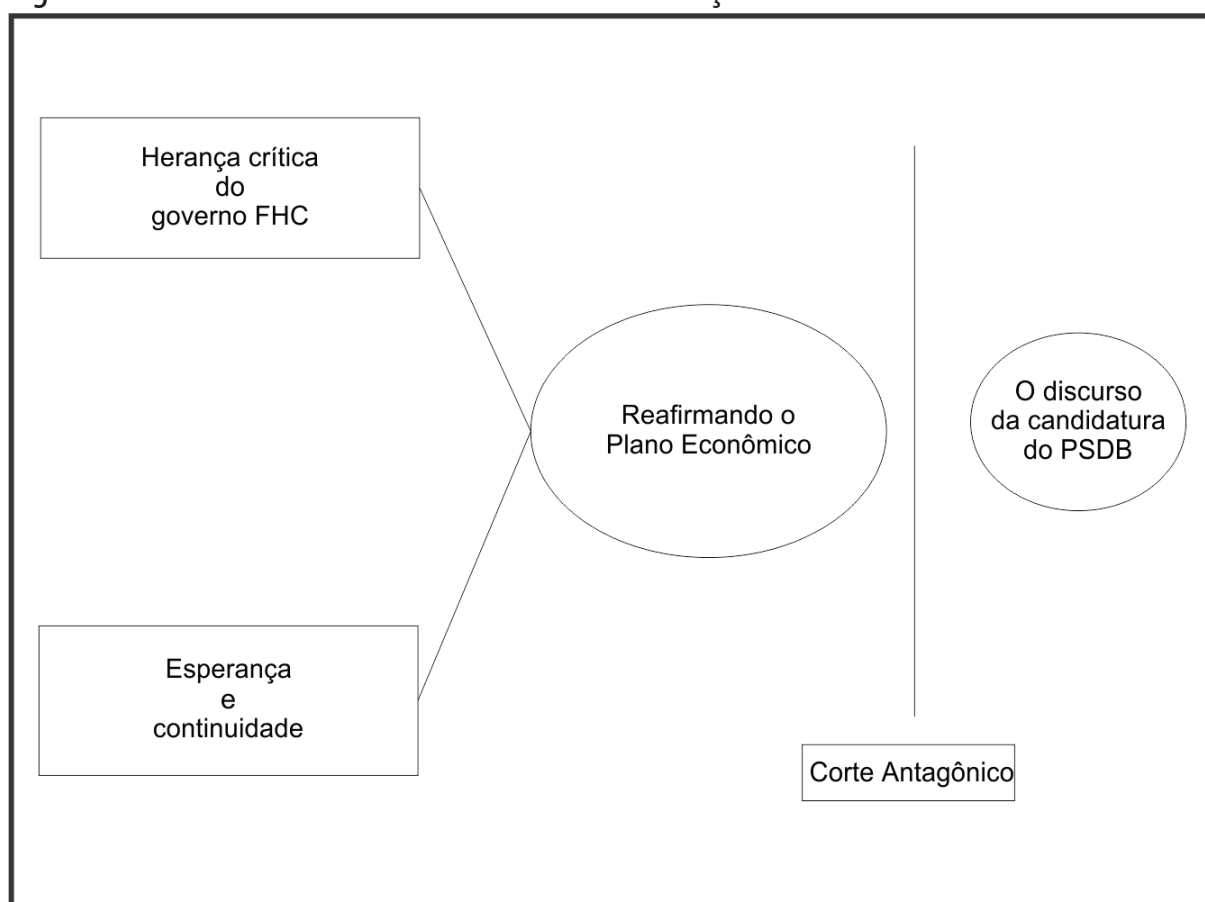 Herança crítica
do
governo FHC
Reafirmando o
Plano Econômico
O discurso
da candidatura
do PSDB
Esperança
e
continuidade
Corte Antagônico